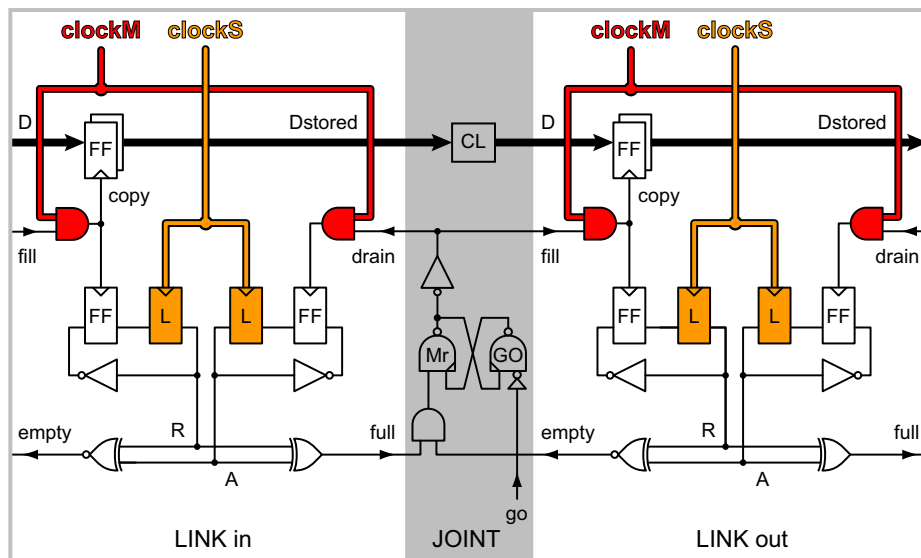 clockM clockS clockM clockS
D Dstored CL D Dstored
FF FF
copy copy
fill drain fill drain
FF L L FF FF L L FF
Mr GO
empty R full empty R full
A A
go
LINK in JOINT LINK out